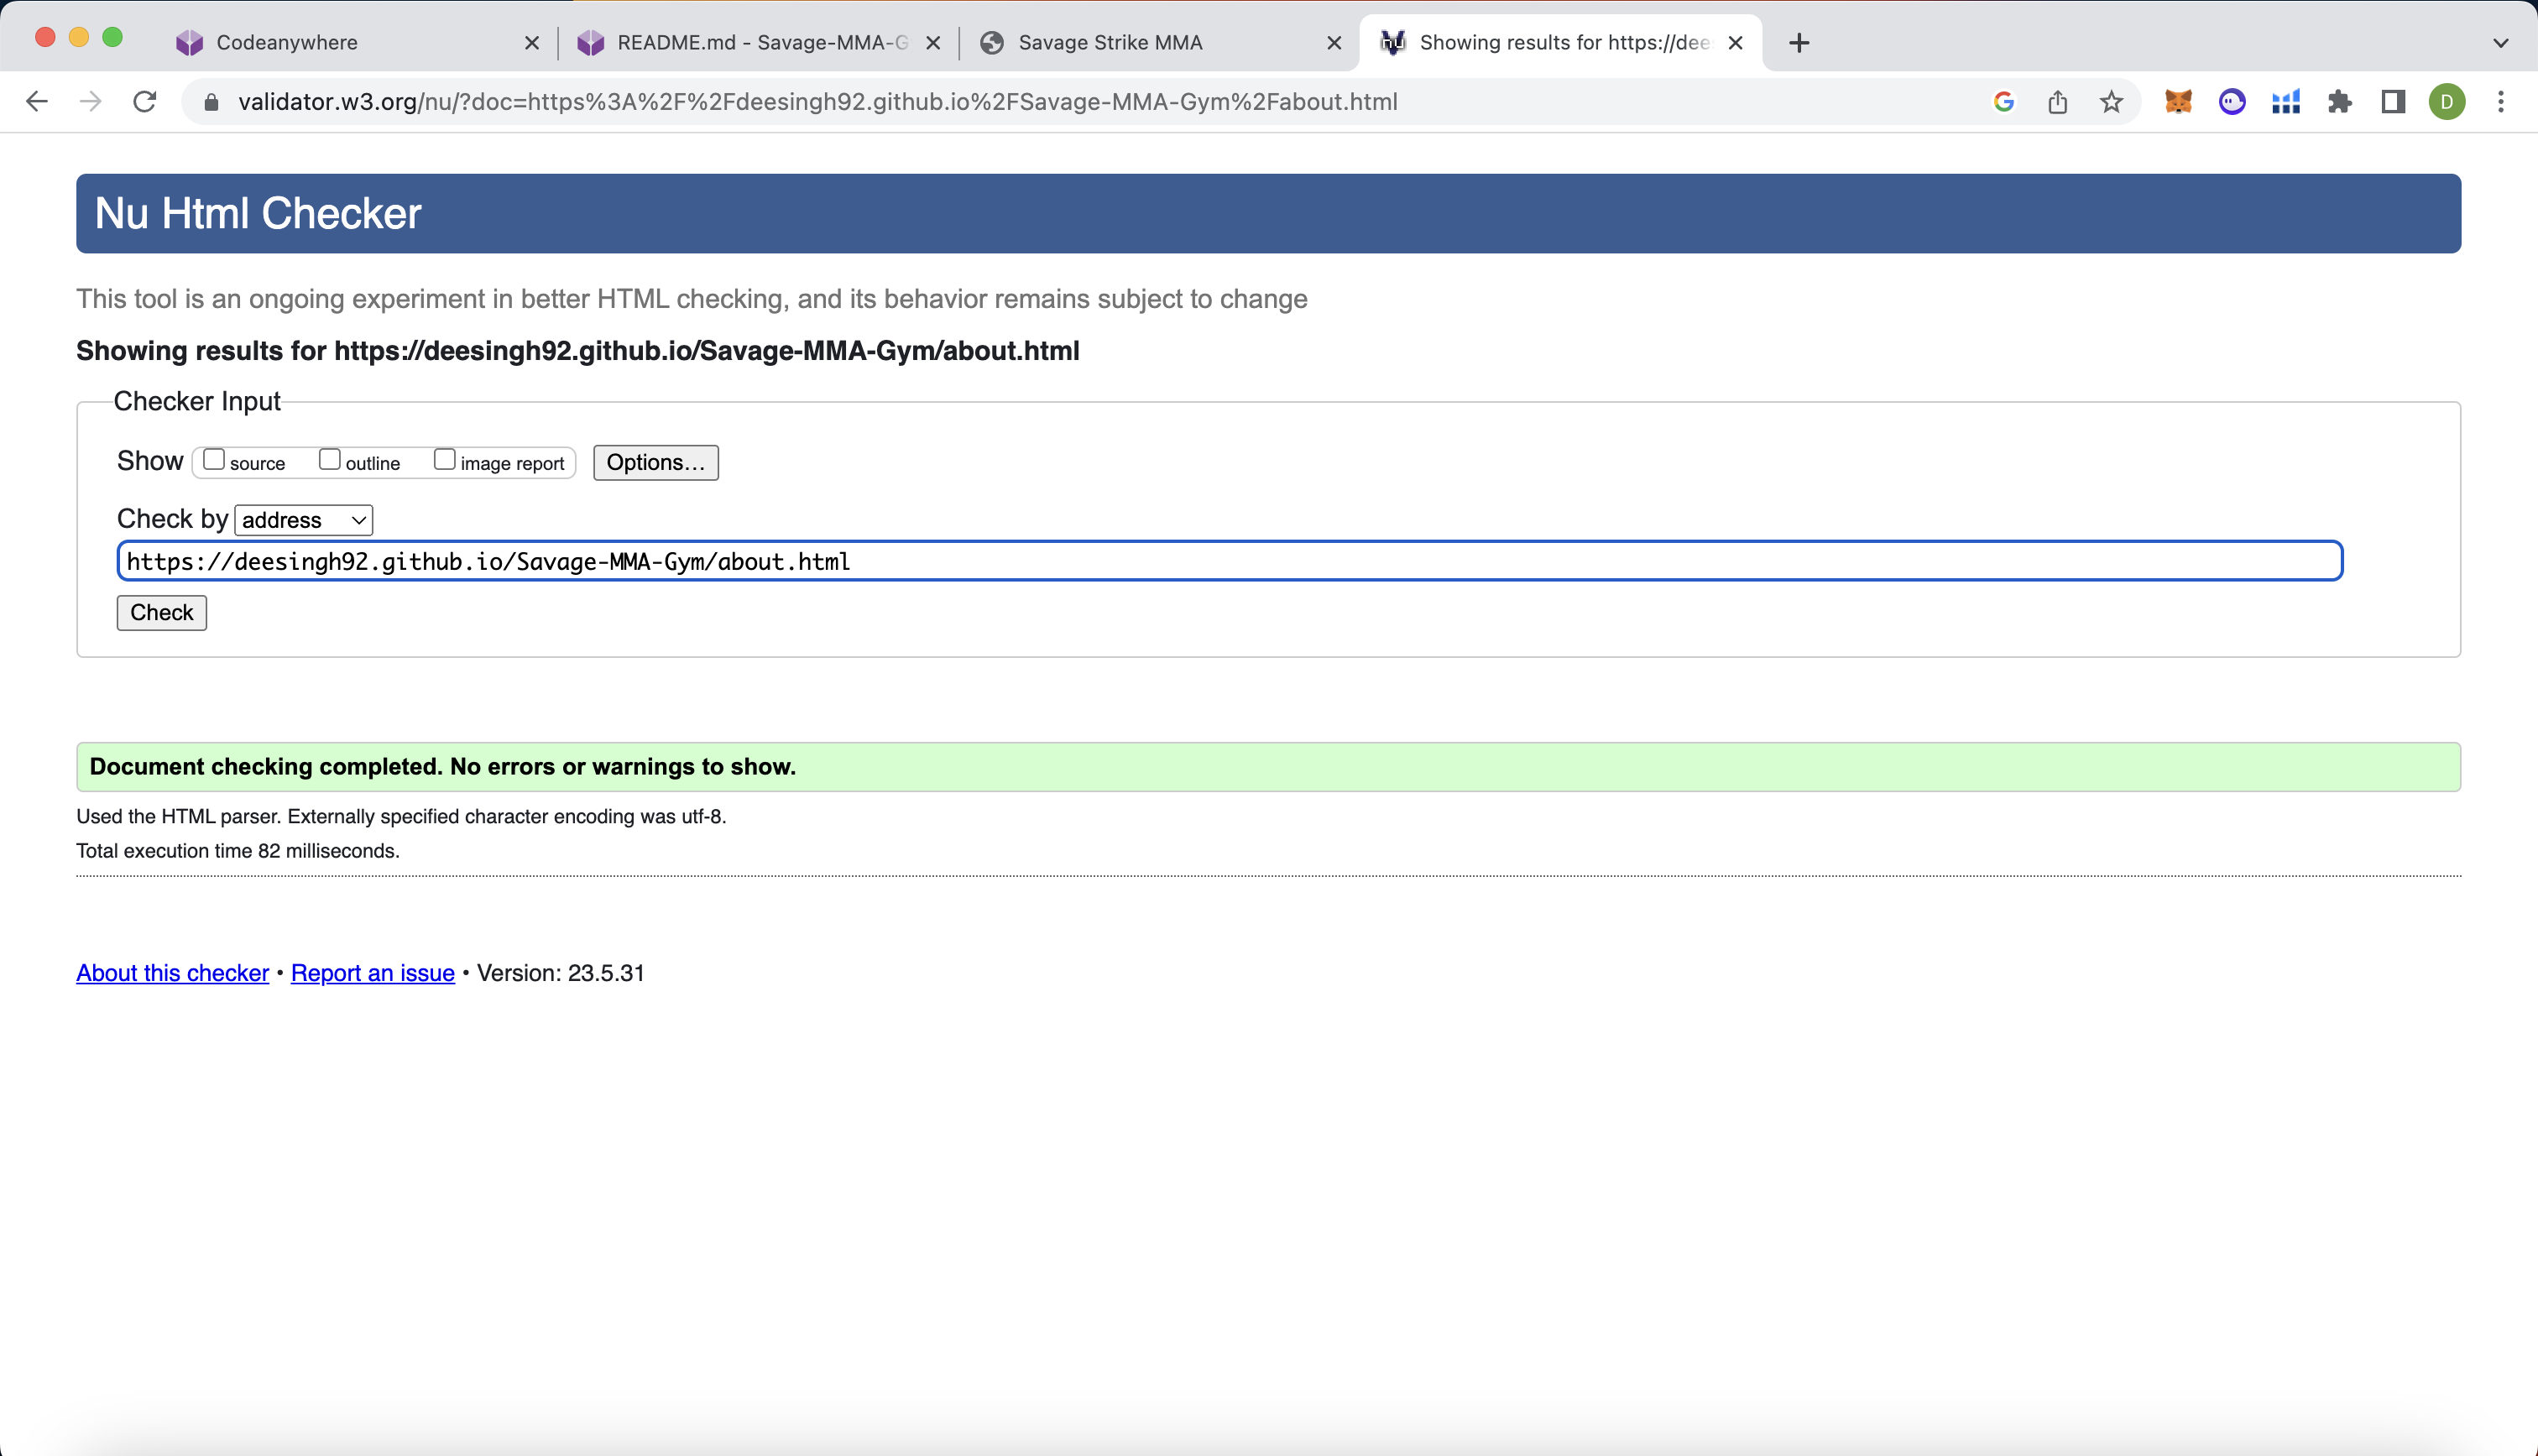 Codeanywhere
README.md - Savage-MMA-G
Savage Strike MMA
Showing results for https://dee
validator.w3.org/nu/?doc=https%3A%2F%2Fdeesingh92.github.io%2FSavage-MMA-Gym%2Fabout.html
D
Nu Html Checker
This tool is an ongoing experiment in better HTML checking, and its behavior remains subject to change
Showing results for https://deesingh92.github.io/Savage-MMA-Gym/about.html
Checker Input
Show source outline image report Options...
Check by address
https://deesingh92.github.io/Savage-MMA-Gym/about.html
Check
Document checking completed. No errors or warnings to show.
Used the HTML parser. Externally specified character encoding was utf-8.
Total execution time 82 milliseconds.
About this checker • Report an issue • Version: 23.5.31